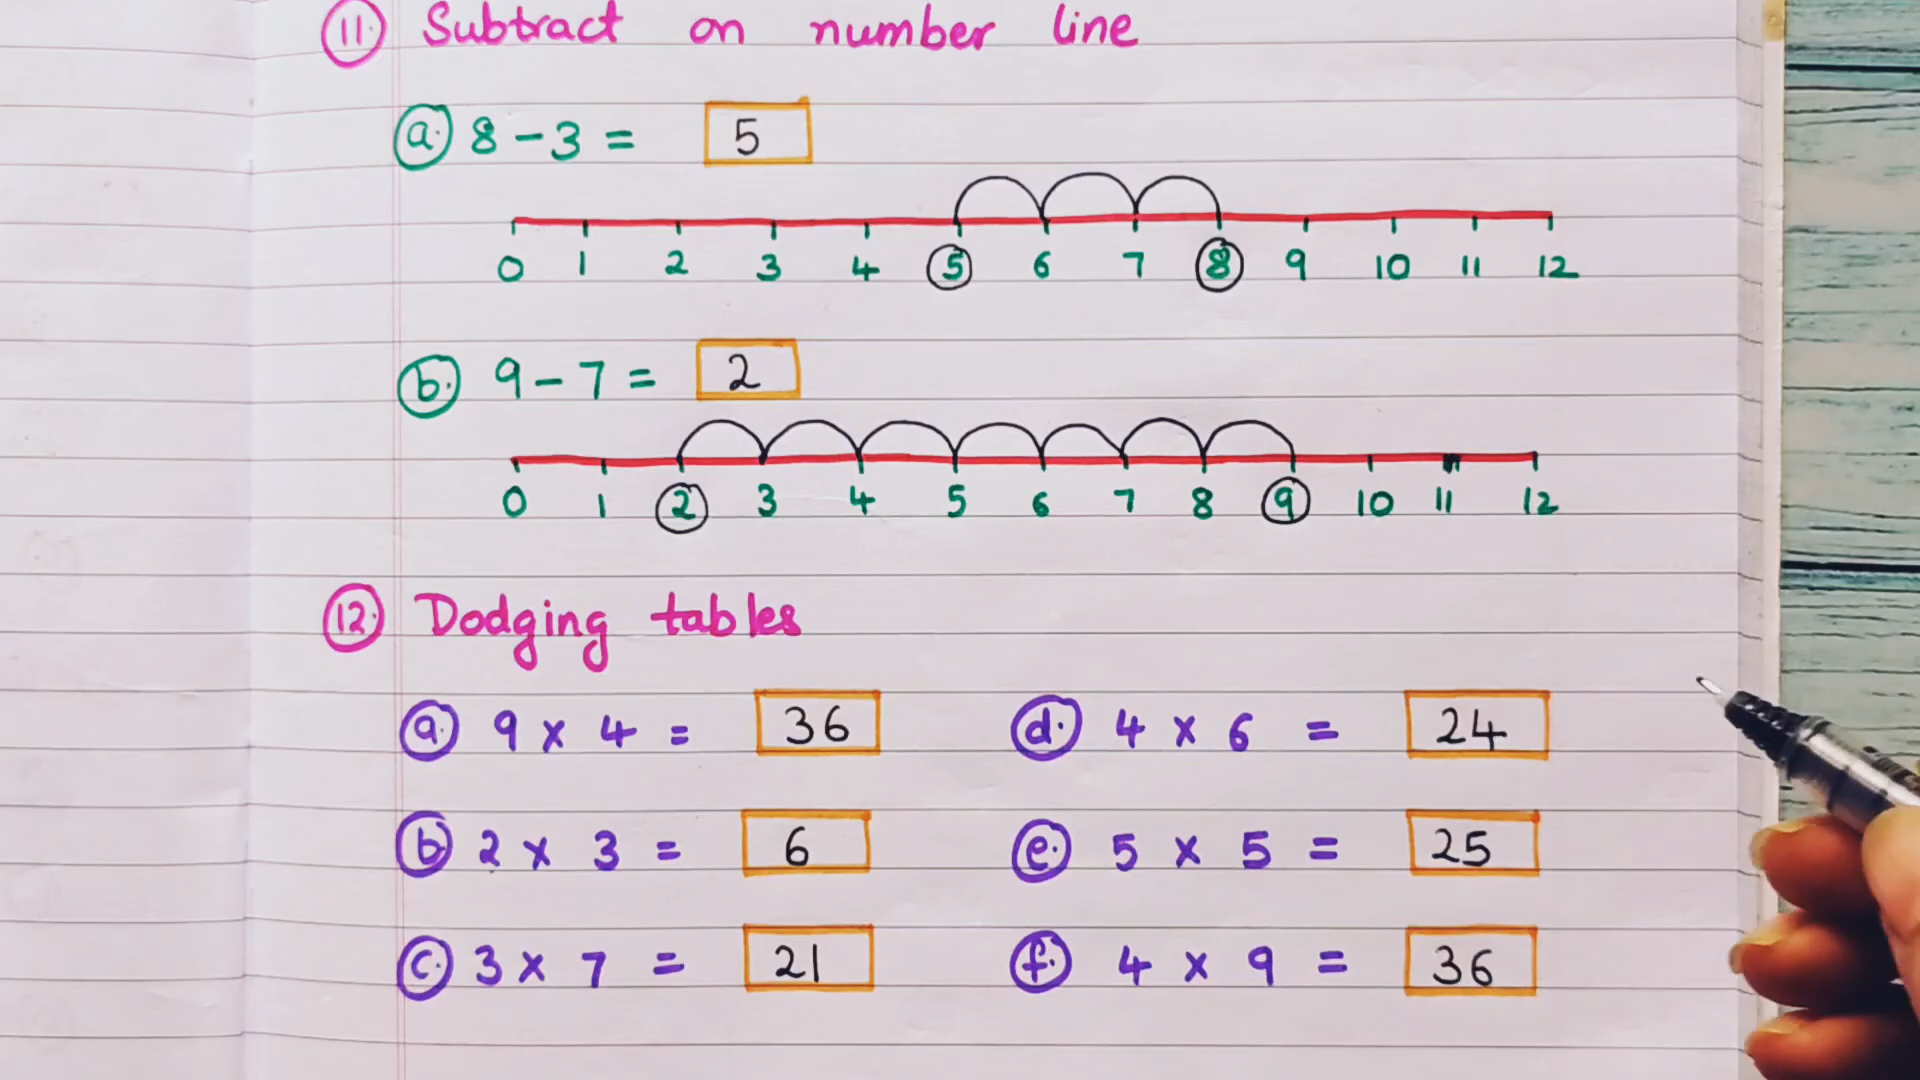 11. Subtract on number line
a. 8 - 3 = 5
0 1 2 3 4 5 6 7 8 9 10 11 12
b. 9 - 7 = 2
0 1 2 3 4 5 6 7 8 9 10 11 12
12. Dodging tables
a. 9 x 4 = 36 d. 4 x 6 = 24
b. 2 x 3 = 6 e. 5 x 5 = 25
c. 3 x 7 = 21 f. 4 x 9 = 36